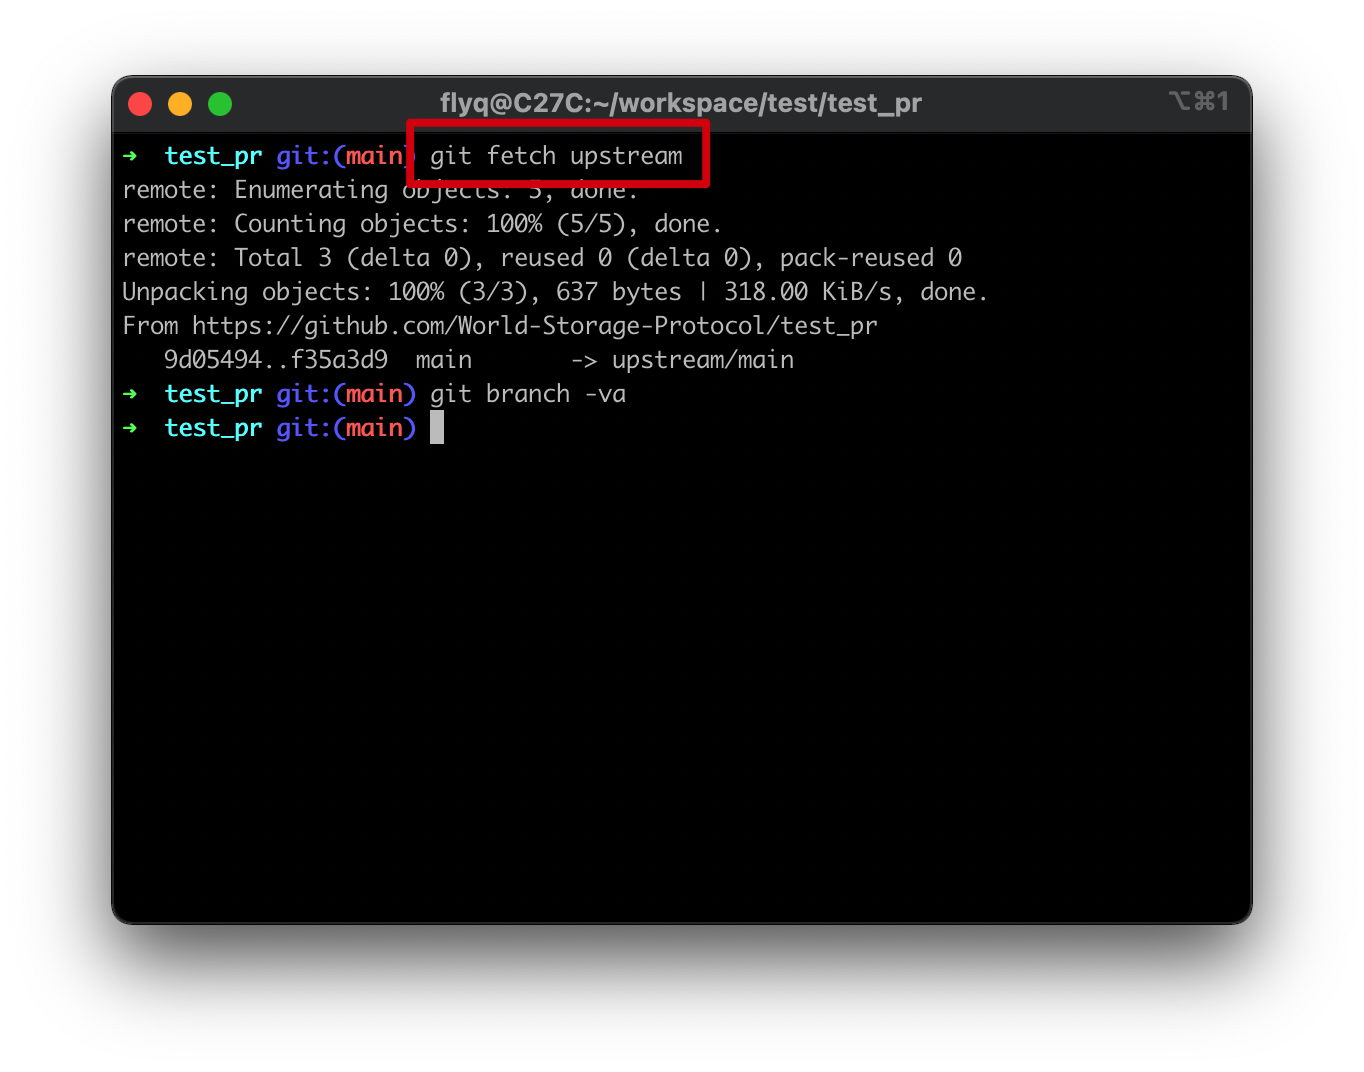 flyq@C27C:~/workspace/test/test_pr ⌥⌘1
➜  test_pr git:(main) git fetch upstream
remote: Enumerating objects: 5, done.
remote: Counting objects: 100% (5/5), done.
remote: Total 3 (delta 0), reused 0 (delta 0), pack-reused 0
Unpacking objects: 100% (3/3), 637 bytes | 318.00 KiB/s, done.
From https://github.com/World-Storage-Protocol/test_pr
   9d05494..f35a3d9  main       -> upstream/main
➜  test_pr git:(main) git branch -va
➜  test_pr git:(main)